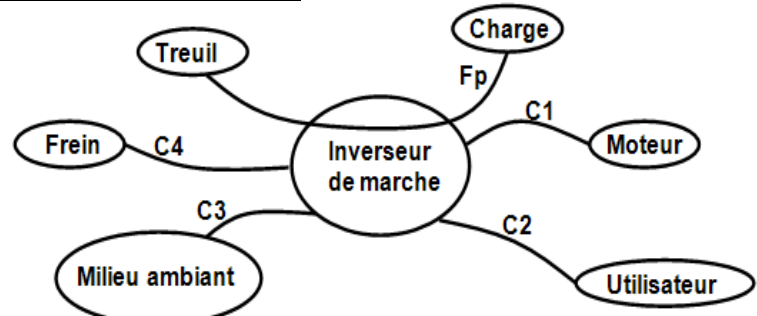 Charge
Treuil
Fp
C1
Frein
C4
Inverseur
de marche
Moteur
C3
C2
Milieu ambiant
Utilisateur